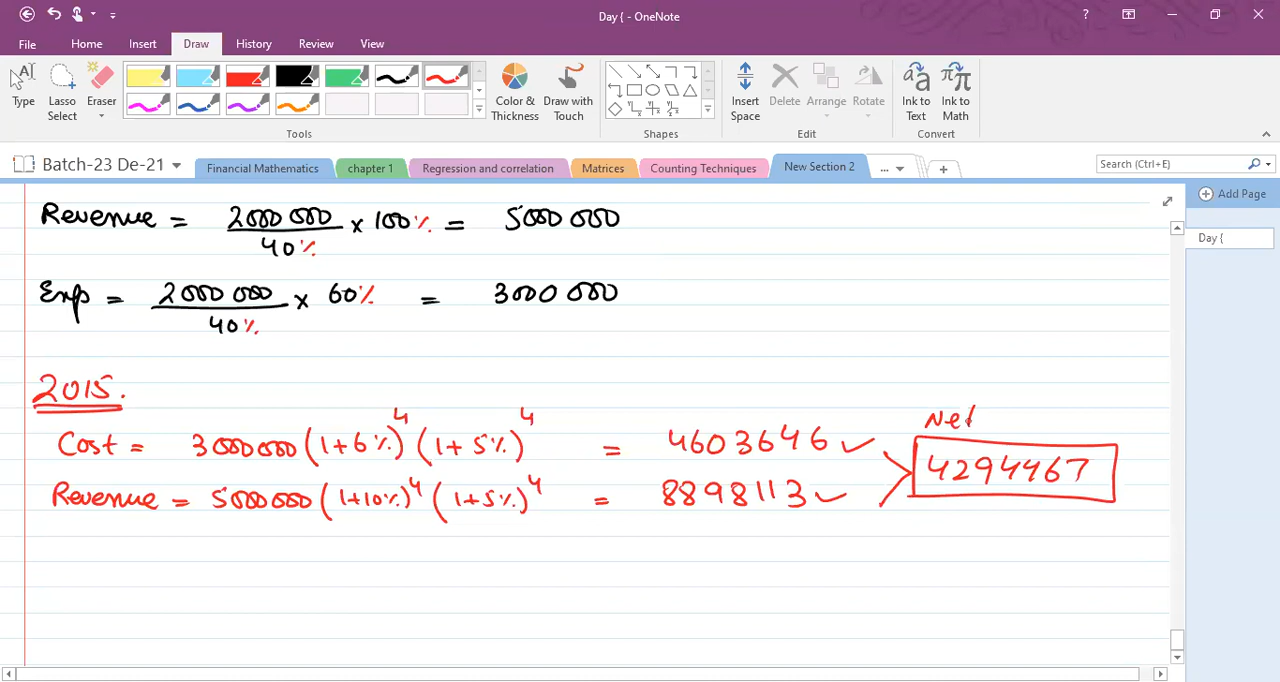 Day { - OneNote
?
File Home Insert Draw History Review View
Type Lasso Select Eraser Color & Thickness Draw with Touch Insert Space Delete Arrange Rotate Ink to Text Ink to Math
Tools Shapes Edit Convert
Batch-23 De-21 Financial Mathematics chapter 1 Regression and correlation Matrices Counting Techniques New Section 2 ... Search (Ctrl+E)
Add Page
Day {
Revenue = 2000 000 / 40% × 100% = 5000 000
Exp = 2000 000 / 40% × 60% = 3000 000
2015.
Net
Cost = 3000000 (1+6%)^4 (1+5%)^4 = 4603646 ✓
4294467
Revenue = 5000000 (1+10%)^4 (1+5%)^4 = 8898113 ✓